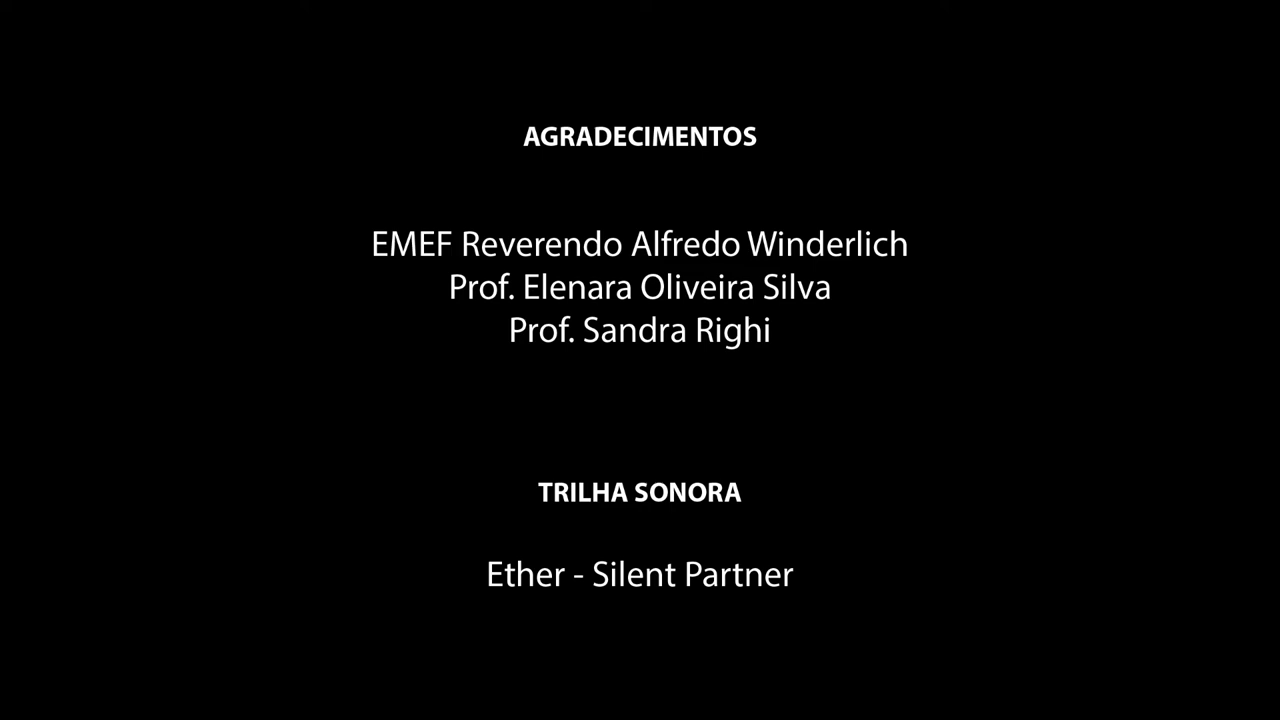 AGRADECIMENTOS
EMEF Reverendo Alfredo Winderlich
Prof. Elenara Oliveira Silva
Prof. Sandra Righi
TRILHA SONORA
Ether - Silent Partner